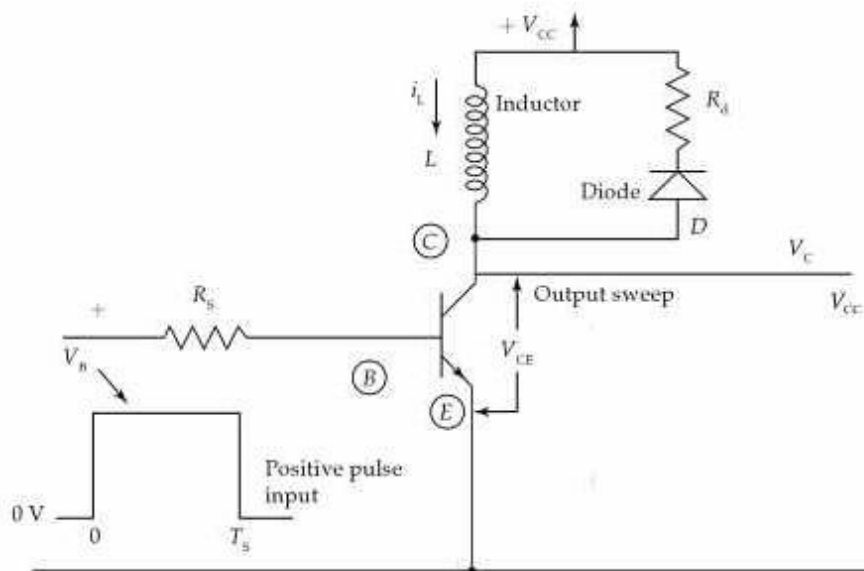 + V_CC
i_L
Inductor
R_d
L
Diode
D
C
V_C
R_S
Output sweep
V_CC
+
V_B
B
V_CE
E
Positive pulse
input
0 V
0
T_S